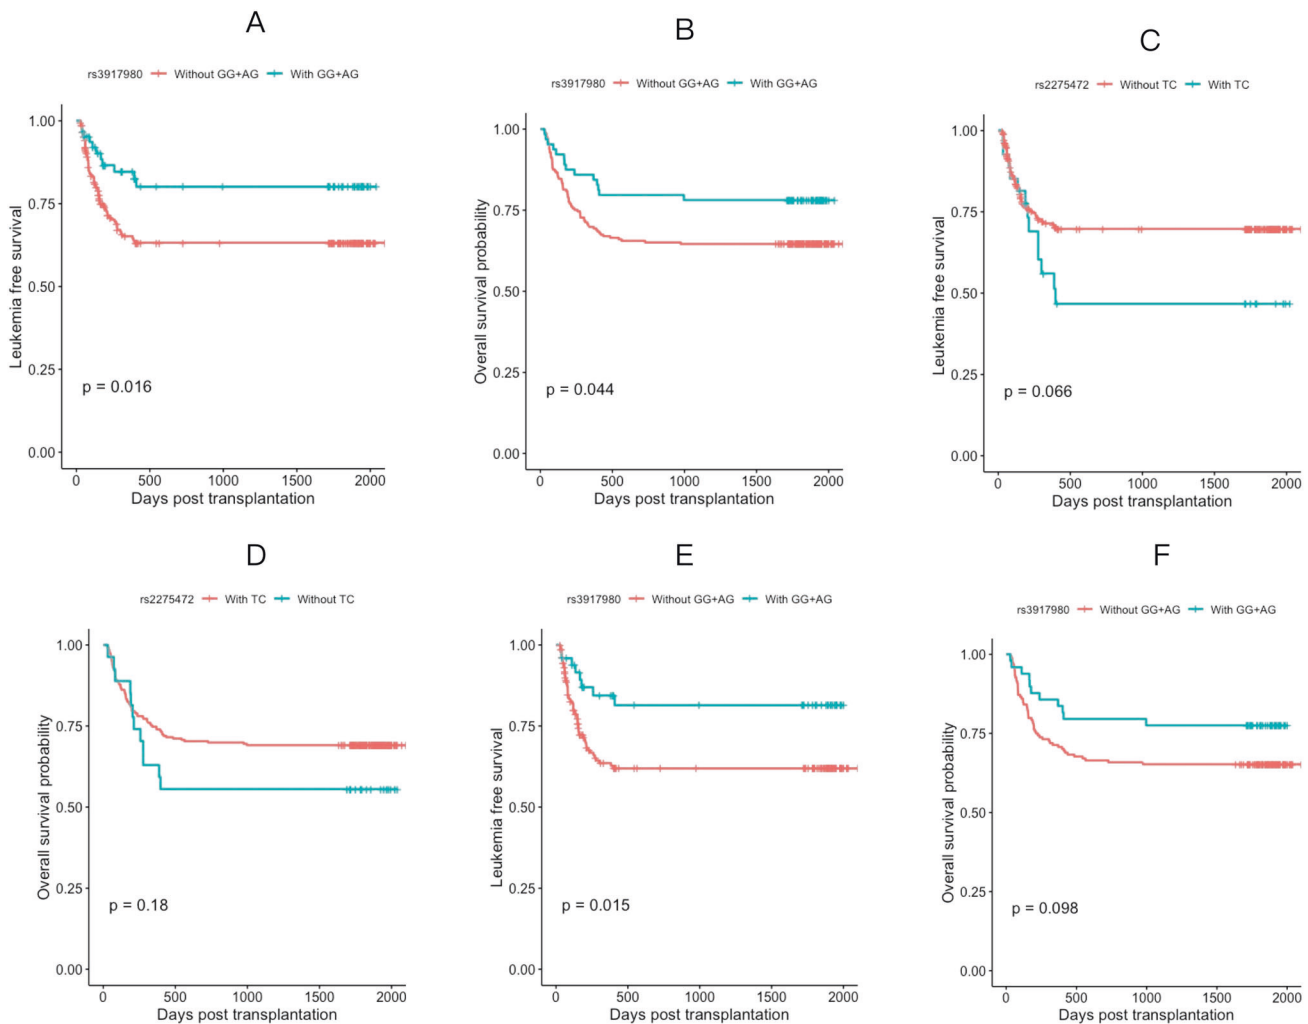 A
rs3917980 Without GG+AG With GG+AG
Leukemia free survival
1.00
0.75
0.50
0.25
0.00
p = 0.016
0 500 1000 1500 2000
Days post transplantation
B
rs3917980 Without GG+AG With GG+AG
Overall survival probability
1.00
0.75
0.50
0.25
0.00
p = 0.044
0 500 1000 1500 2000
Days post transplantation
C
rs2275472 Without TC With TC
Leukemia free survival
1.00
0.75
0.50
0.25
0.00
p = 0.066
0 500 1000 1500 2000
Days post transplantation
D
rs2275472 With TC Without TC
Overall survival probability
1.00
0.75
0.50
0.25
0.00
p = 0.18
0 500 1000 1500 2000
Days post transplantation
E
rs3917980 Without GG+AG With GG+AG
Leukemia free survival
1.00
0.75
0.50
0.25
0.00
p = 0.015
0 500 1000 1500 2000
Days post transplantation
F
rs3917980 Without GG+AG With GG+AG
Overall survival probability
1.00
0.75
0.50
0.25
0.00
p = 0.098
0 500 1000 1500 2000
Days post transplantation